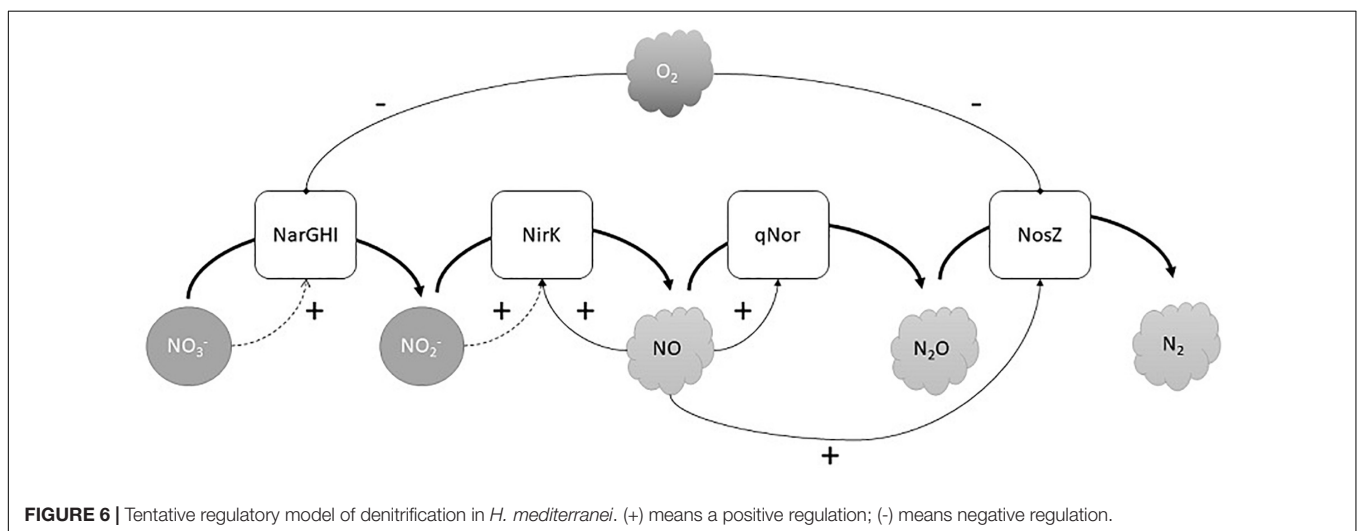 O₂
-
-
NarGHI
NirK
qNor
NosZ
+
+
+
+
NO₃⁻
NO₂⁻
NO
N₂O
N₂
+
FIGURE 6 | Tentative regulatory model of denitrification in H. mediterranei. (+) means a positive regulation; (-) means negative regulation.